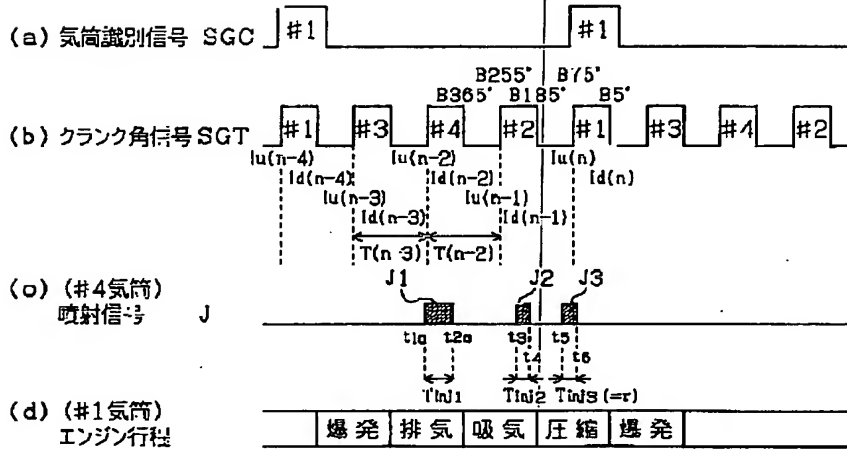 (a) 気筒識別信号 SGC #1 #1
B255° B75°
B365° B185° B5°
(b) クランク角信号 SGT #1 #3 #4 #2 #1 #3 #4 #2
Iu(n-4) Iu(n-2) Iu(n)
Id(n-4) Id(n-2) Id(n)
Iu(n-3) Iu(n-1)
Id(n-3) Id(n-1)
T(n-3) T(n-2)
(c) (#4気筒) J1 J2 J3
噴射信号 J
t1a t2a t3 t4 t5 t6
Tinj1 Tinj2 Tinj3 (=r)
(d) (#1気筒)
エンジン行程 爆発 排気 吸気 圧縮 爆発